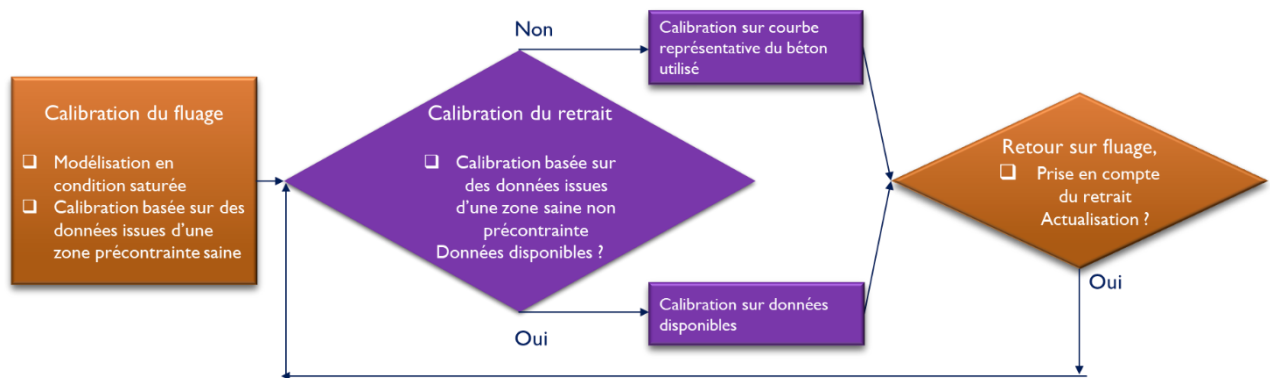 Calibration du fluage
❑ Modélisation en
condition saturée
❑ Calibration basée sur des
données issues d'une
zone précontrainte saine
Calibration du retrait
❑ Calibration basée sur
des données issues
d'une zone saine non
précontrainte
Données disponibles ?
Non
Calibration sur courbe
représentative du béton
utilisé
Oui
Calibration sur données
disponibles
Retour sur fluage,
❑ Prise en compte
du retrait
Actualisation ?
Oui